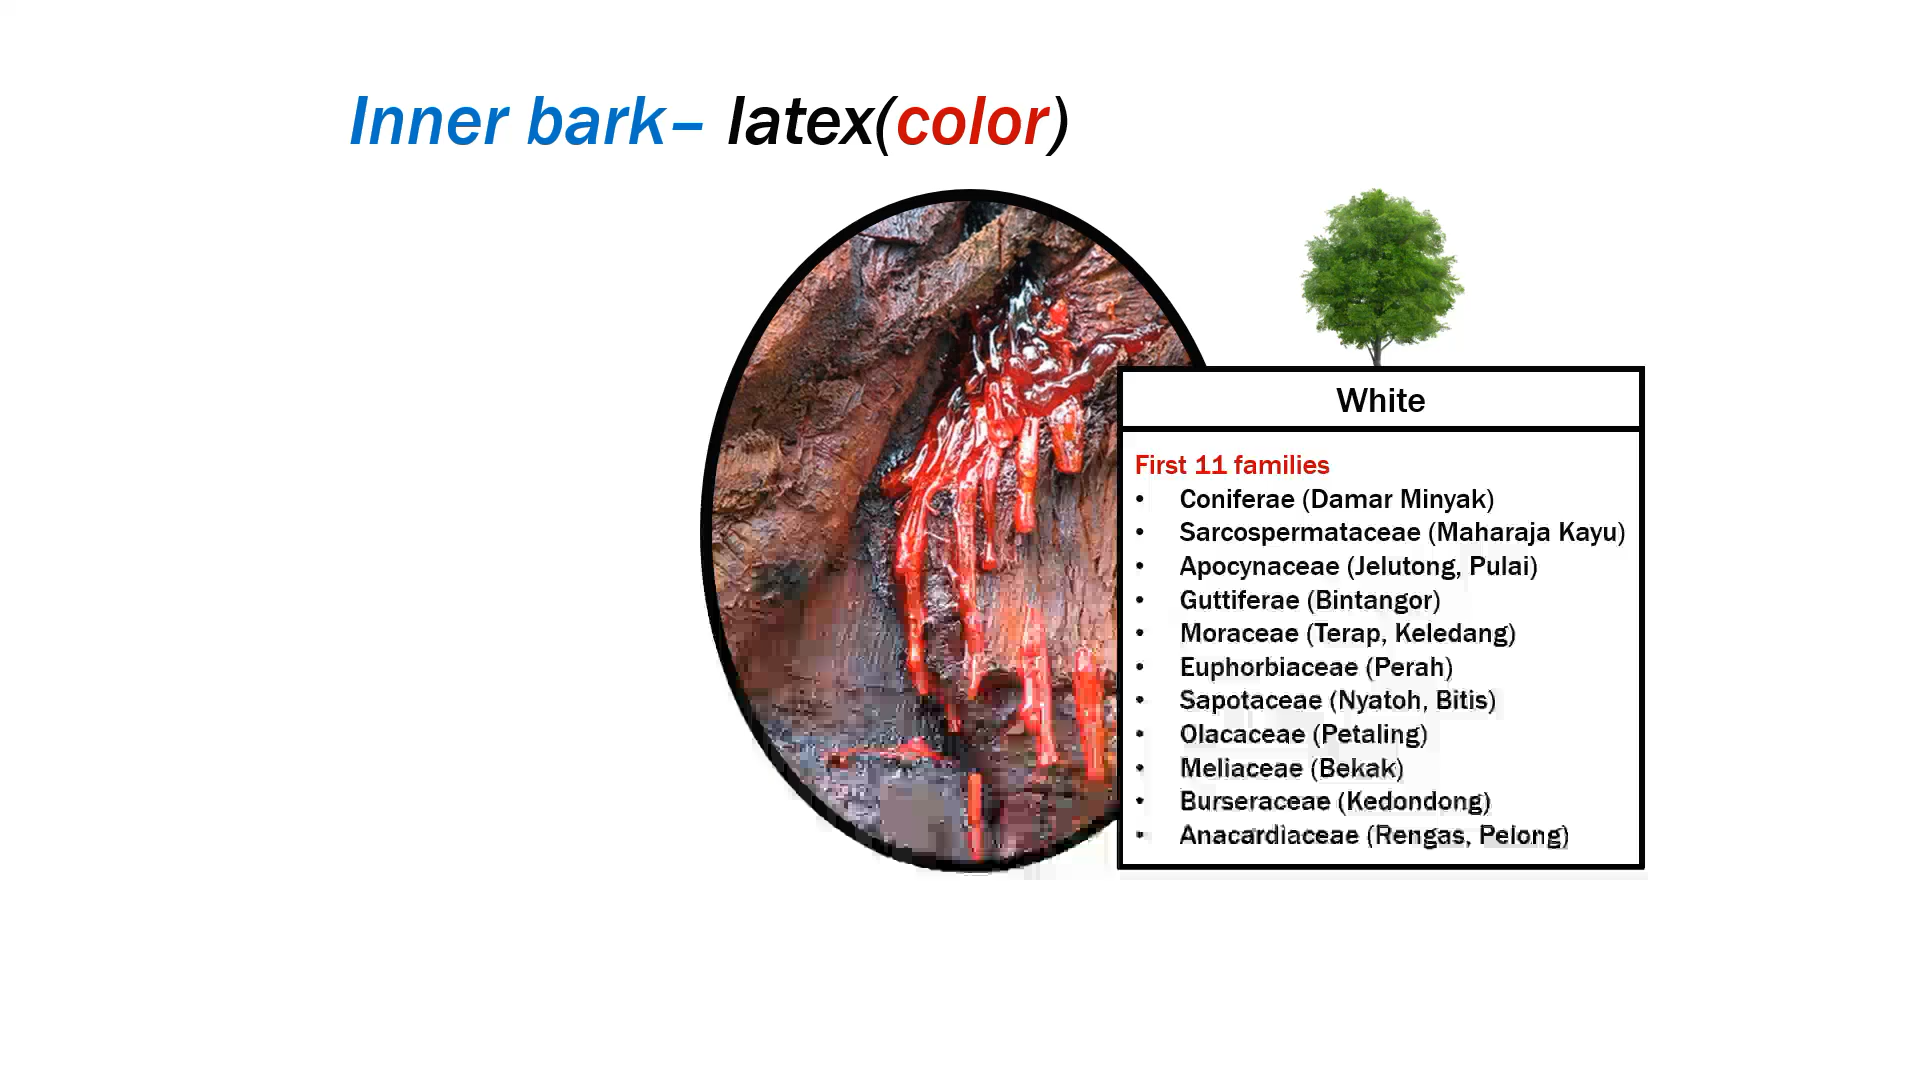 Inner bark– latex(color)
White
First 11 families
• Coniferae (Damar Minyak)
• Sarcospermataceae (Maharaja Kayu)
• Apocynaceae (Jelutong, Pulai)
• Guttiferae (Bintangor)
• Moraceae (Terap, Keledang)
• Euphorbiaceae (Perah)
• Sapotaceae (Nyatoh, Bitis)
• Olacaceae (Petaling)
• Meliaceae (Bekak)
• Burseraceae (Kedondong)
• Anacardiaceae (Rengas, Pelong)